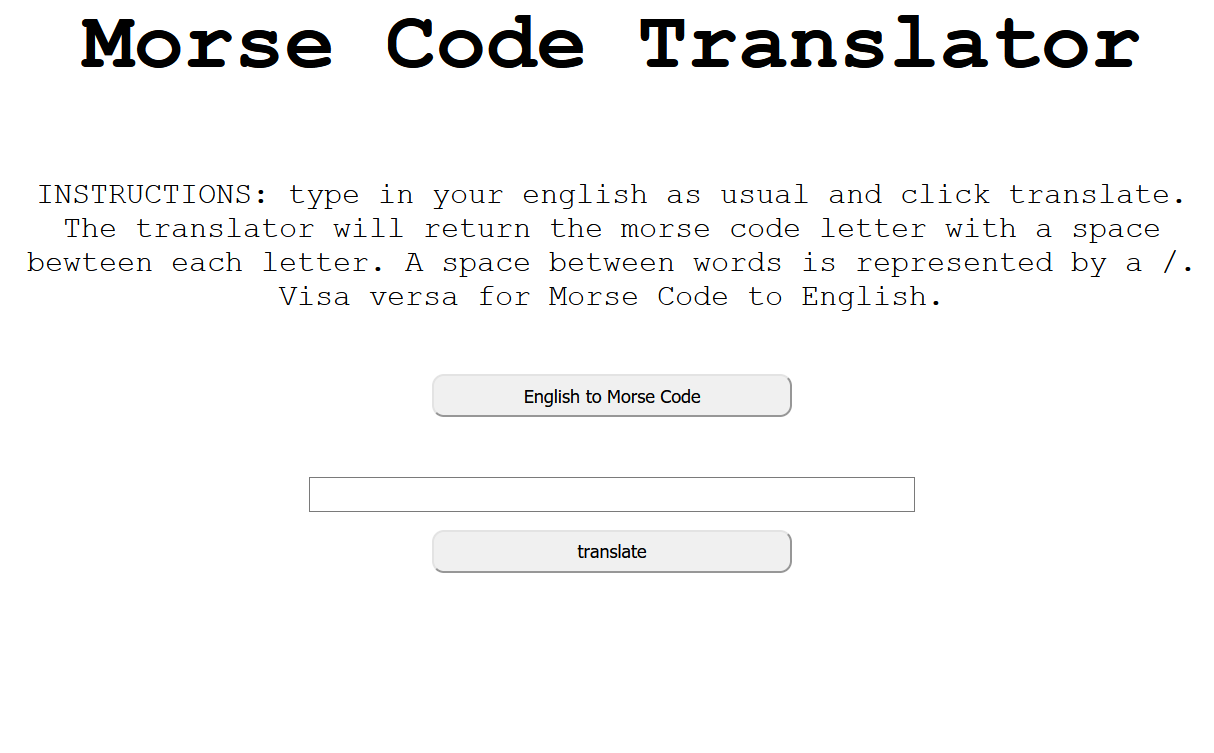 Morse Code Translator
INSTRUCTIONS: type in your english as usual and click translate.
The translator will return the morse code letter with a space
bewteen each letter. A space between words is represented by a /.
Visa versa for Morse Code to English.
English to Morse Code
translate